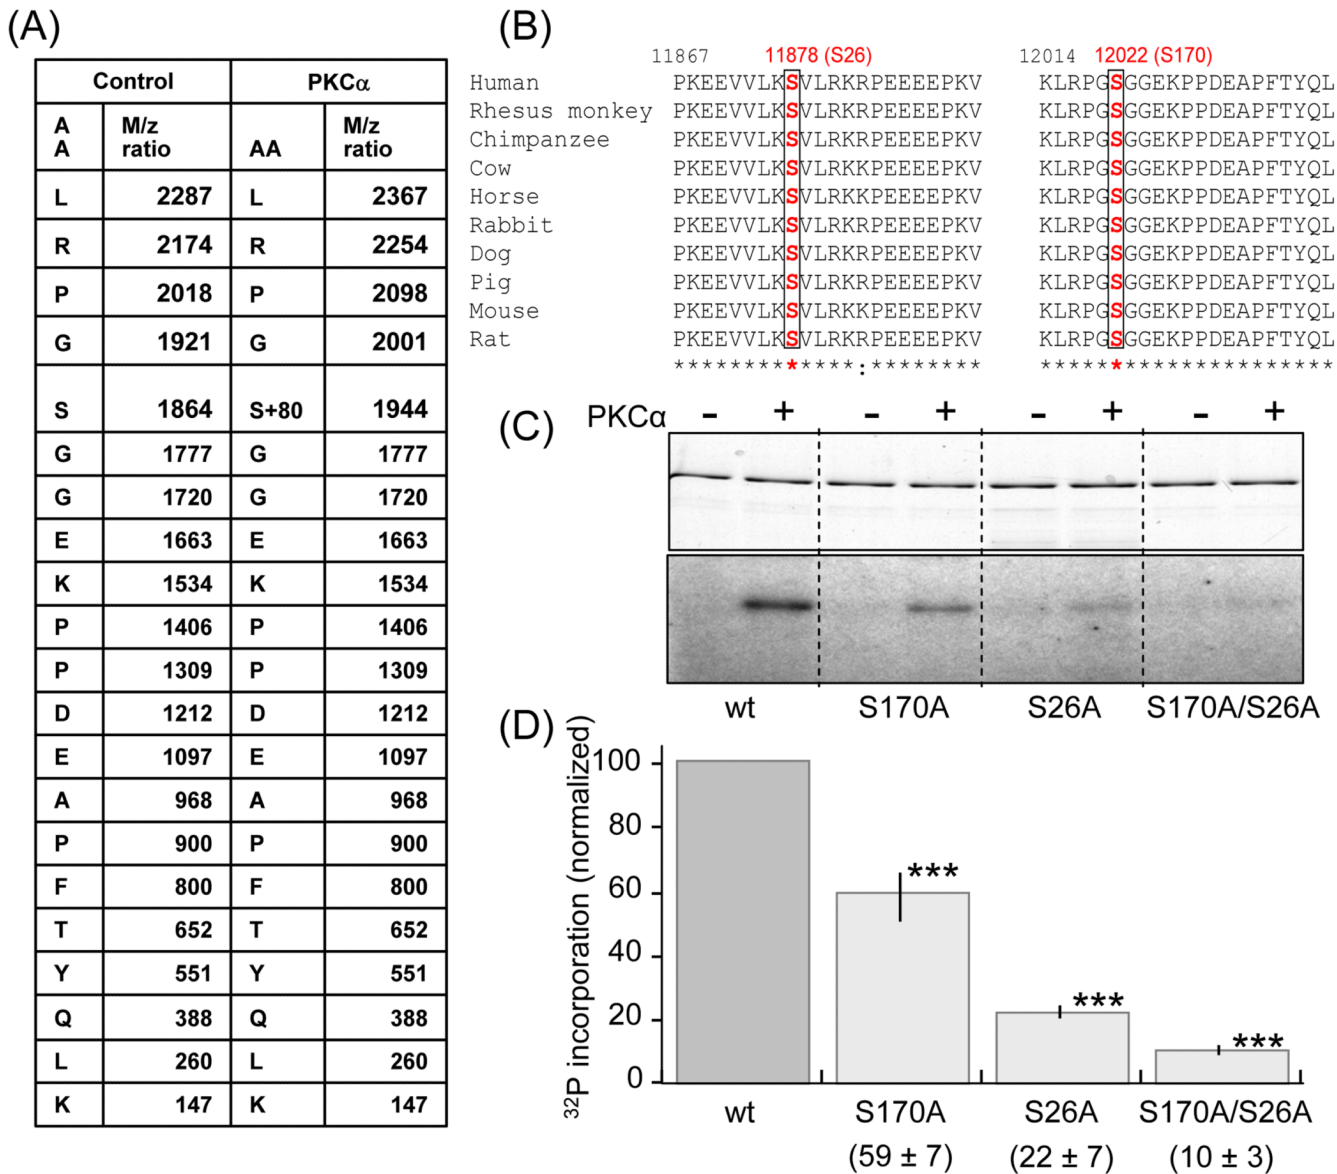 (A)
Control PKCα
A A M/z ratio AA M/z ratio
L 2287 L 2367
R 2174 R 2254
P 2018 P 2098
G 1921 G 2001
S 1864 S+80 1944
G 1777 G 1777
G 1720 G 1720
E 1663 E 1663
K 1534 K 1534
P 1406 P 1406
P 1309 P 1309
D 1212 D 1212
E 1097 E 1097
A 968 A 968
P 900 P 900
F 800 F 800
T 652 T 652
Y 551 Y 551
Q 388 Q 388
L 260 L 260
K 147 K 147
(B)
11867 11878 (S26) 12014 12022 (S170)
Human PKEEVVLKSVLRKRPEEEEPKV KLRPGSGGEKPPDEAPFTYQL
Rhesus monkey PKEEVVLKSVLRKRPEEEEPKV KLRPGSGGEKPPDEAPFTYQL
Chimpanzee PKEEVVLKSVLRKRPEEEEPKV KLRPGSGGEKPPDEAPFTYQL
Cow PKEEVVLKSVLRKKPEEEEPKV KLRPGSGGEKPPDEAPFTYQL
Horse PKEEVVLKSVLRKKPEEEEPKV KLRPGSGGEKPPDEAPFTYQL
Rabbit PKEEVVLKSVLRKKPEEEEPKV KLRPGSGGEKPPDEAPFTYQL
Dog PKEEVVLKSVLRKKPEEEEPKV KLRPGSGGEKPPDEAPFTYQL
Pig PKEEVVLKSVLRKKPEEEEPKV KLRPGSGGEKPPDEAPFTYQL
Mouse PKEEVVLKSVLRKRPEEEEPKV KLRPGSGGEKPPDEAPFTYQL
Rat PKEEVVLKSVLRKRPEEEEPKV KLRPGSGGEKPPDEAPFTYQL
********\*****:******** *********************
(C)
PKCα – + – + – + – +
wt S170A S26A S170A/S26A
(D)
³²P incorporation (normalized)
100
80
60
40
20
0
*** *** ***
wt S170A S26A S170A/S26A
(59 ± 7) (22 ± 7) (10 ± 3)